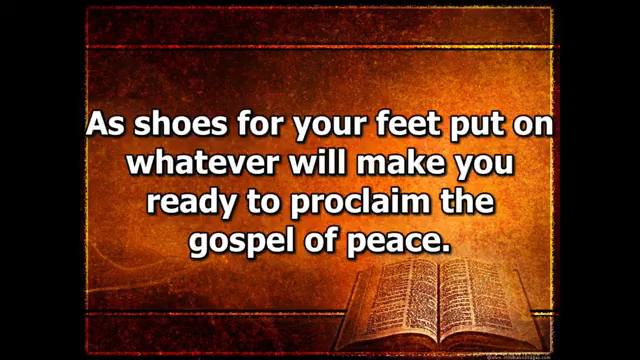 As shoes for your feet put on
whatever will make you
ready to proclaim the
gospel of peace.